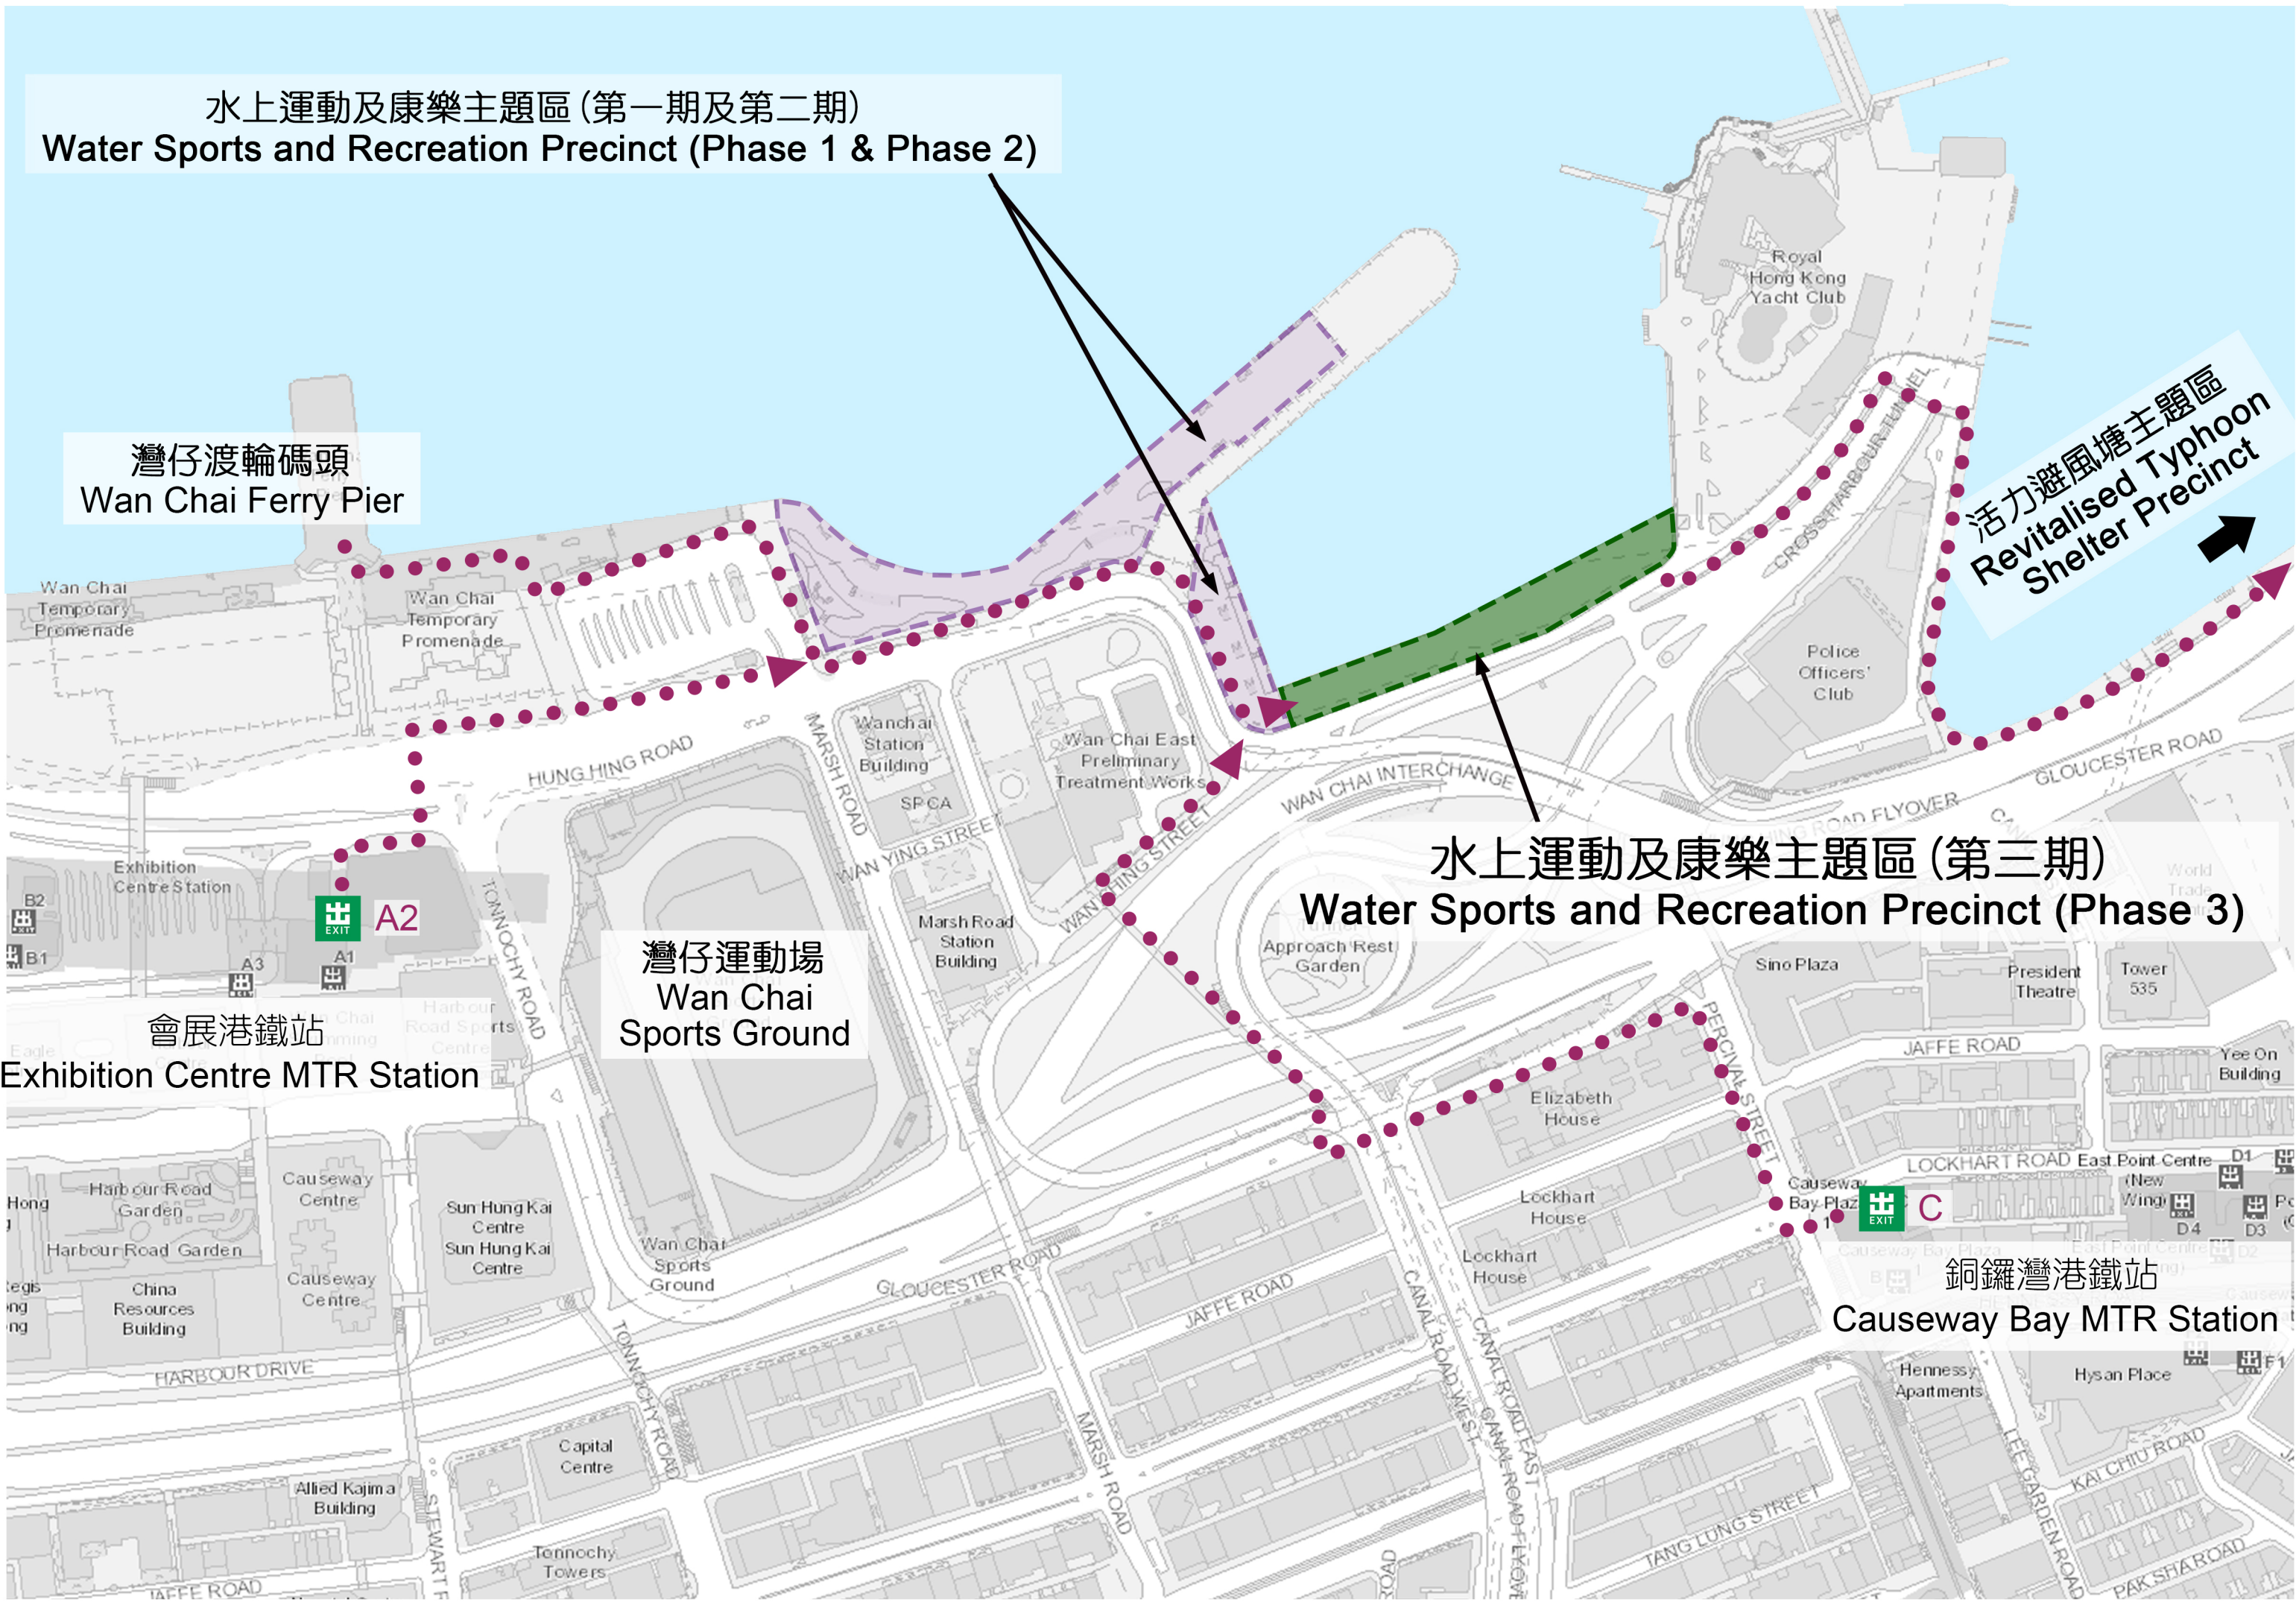 水上運動及康樂主題區(第一期及第二期)
Water Sports and Recreation Precinct (Phase 1 & Phase 2)
Royal
Hong Kong
Yacht Club
活力避風塘主題區
Revitalised Typhoon
Shelter Precinct
灣仔渡輪碼頭
Wan Chai Ferry Pier
CROSS HARBOUR TUNNEL
Wan Chai
Temporary
Promenade
Wan Chai
Temporary
Promenade
Police
Officers'
Club
HUNG HING ROAD
MARSH ROAD
Wanchai
Station
Building
SPCA
Wan Chai East
Preliminary
Treatment Works
WAN CHAI INTERCHANGE
GLOUCESTER ROAD
WAN YING STREET
WAN SHING STREET
水上運動及康樂主題區(第三期)
Water Sports and Recreation Precinct (Phase 3)
Exhibition
Centre Station
B2
B1
EXIT
A2
A3
A1
TONNOCHY ROAD
Marsh Road
Station
Building
Approach Rest
Garden
Sino Plaza
President
Theatre
Tower
535
灣仔運動場
Wan Chai
Sports Ground
會展港鐵站
Exhibition Centre MTR Station
PERCIVAL STREET
JAFFE ROAD
Yee On
Building
Elizabeth
House
Harbour Road
Garden
Harbour Road Garden
Causeway
Centre
Causeway
Centre
Sun Hung Kai
Centre
Sun Hung Kai
Centre
China
Resources
Building
Wan Chai
Sports
Ground
GLOUCESTER ROAD
JAFFE ROAD
Lockhart
House
Lockhart
House
LOCKHART ROAD
East Point Centre
(New
Wing)
D1
D4
D3
D2
Causeway
Bay Plaza
1
EXIT
C
銅鑼灣港鐵站
Causeway Bay MTR Station
HARBOUR DRIVE
TONNOCHY ROAD
MARSH ROAD
CANAL ROAD WEST
CANAL ROAD EAST
CANAL ROAD FLYOVER
Hennessy
Apartments
Hysan Place
F1
Capital
Centre
Allied Kajima
Building
Tonnochy
Towers
JAFFE ROAD
TANG LUNG STREET
LEE GARDEN ROAD
KAI CHIU ROAD
PAK SHA ROAD